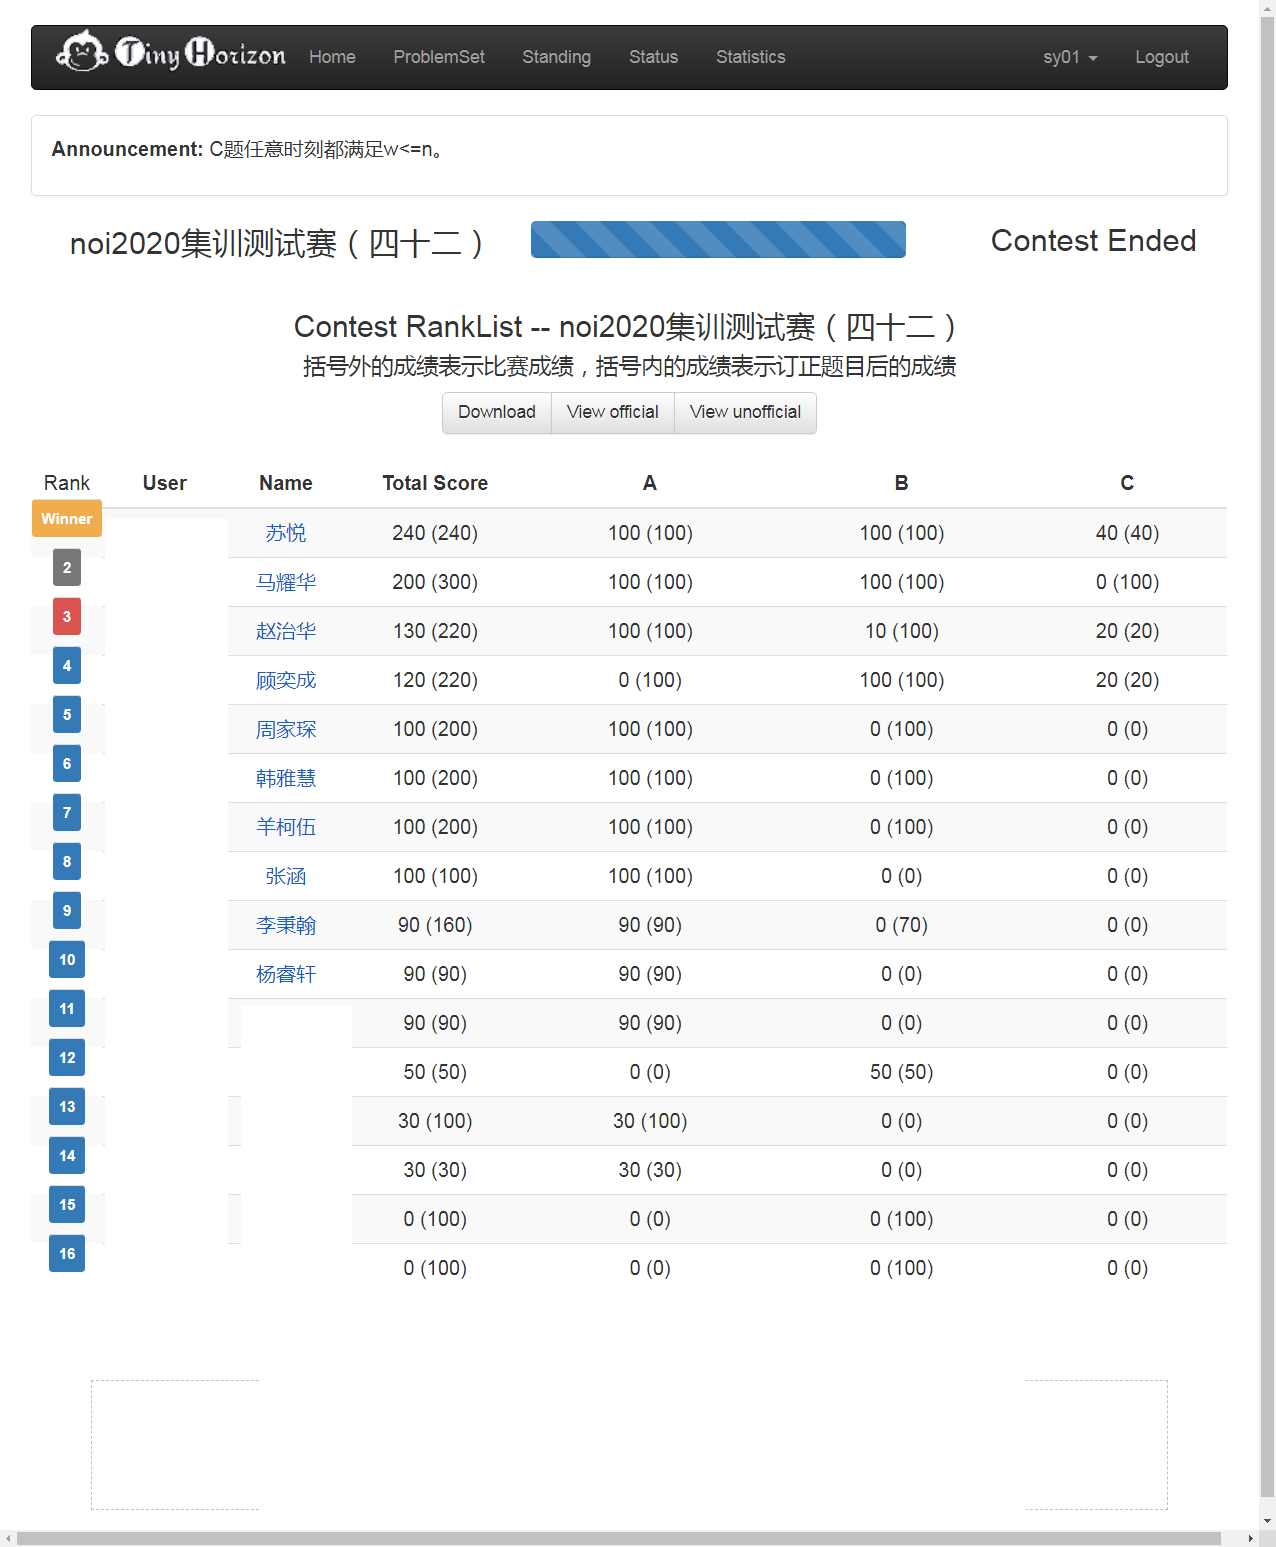 Tiny Horizon Home ProblemSet Standing Status Statistics sy01 Logout
Announcement: C题任意时刻都满足w<=n。
noi2020集训测试赛（四十二） Contest Ended
Contest RankList -- noi2020集训测试赛（四十二）
括号外的成绩表示比赛成绩，括号内的成绩表示订正题目后的成绩
Download View official View unofficial
Rank User Name Total Score A B C
Winner 苏悦 240 (240) 100 (100) 100 (100) 40 (40)
2 马耀华 200 (300) 100 (100) 100 (100) 0 (100)
3 赵治华 130 (220) 100 (100) 10 (100) 20 (20)
4 顾奕成 120 (220) 0 (100) 100 (100) 20 (20)
5 周家琛 100 (200) 100 (100) 0 (100) 0 (0)
6 韩雅慧 100 (200) 100 (100) 0 (100) 0 (0)
7 羊柯伍 100 (200) 100 (100) 0 (100) 0 (0)
8 张涵 100 (100) 100 (100) 0 (0) 0 (0)
9 李秉翰 90 (160) 90 (90) 0 (70) 0 (0)
10 杨睿轩 90 (90) 90 (90) 0 (0) 0 (0)
11 90 (90) 90 (90) 0 (0) 0 (0)
12 50 (50) 0 (0) 50 (50) 0 (0)
13 30 (100) 30 (100) 0 (0) 0 (0)
14 30 (30) 30 (30) 0 (0) 0 (0)
15 0 (100) 0 (0) 0 (100) 0 (0)
16 0 (100) 0 (0) 0 (100) 0 (0)